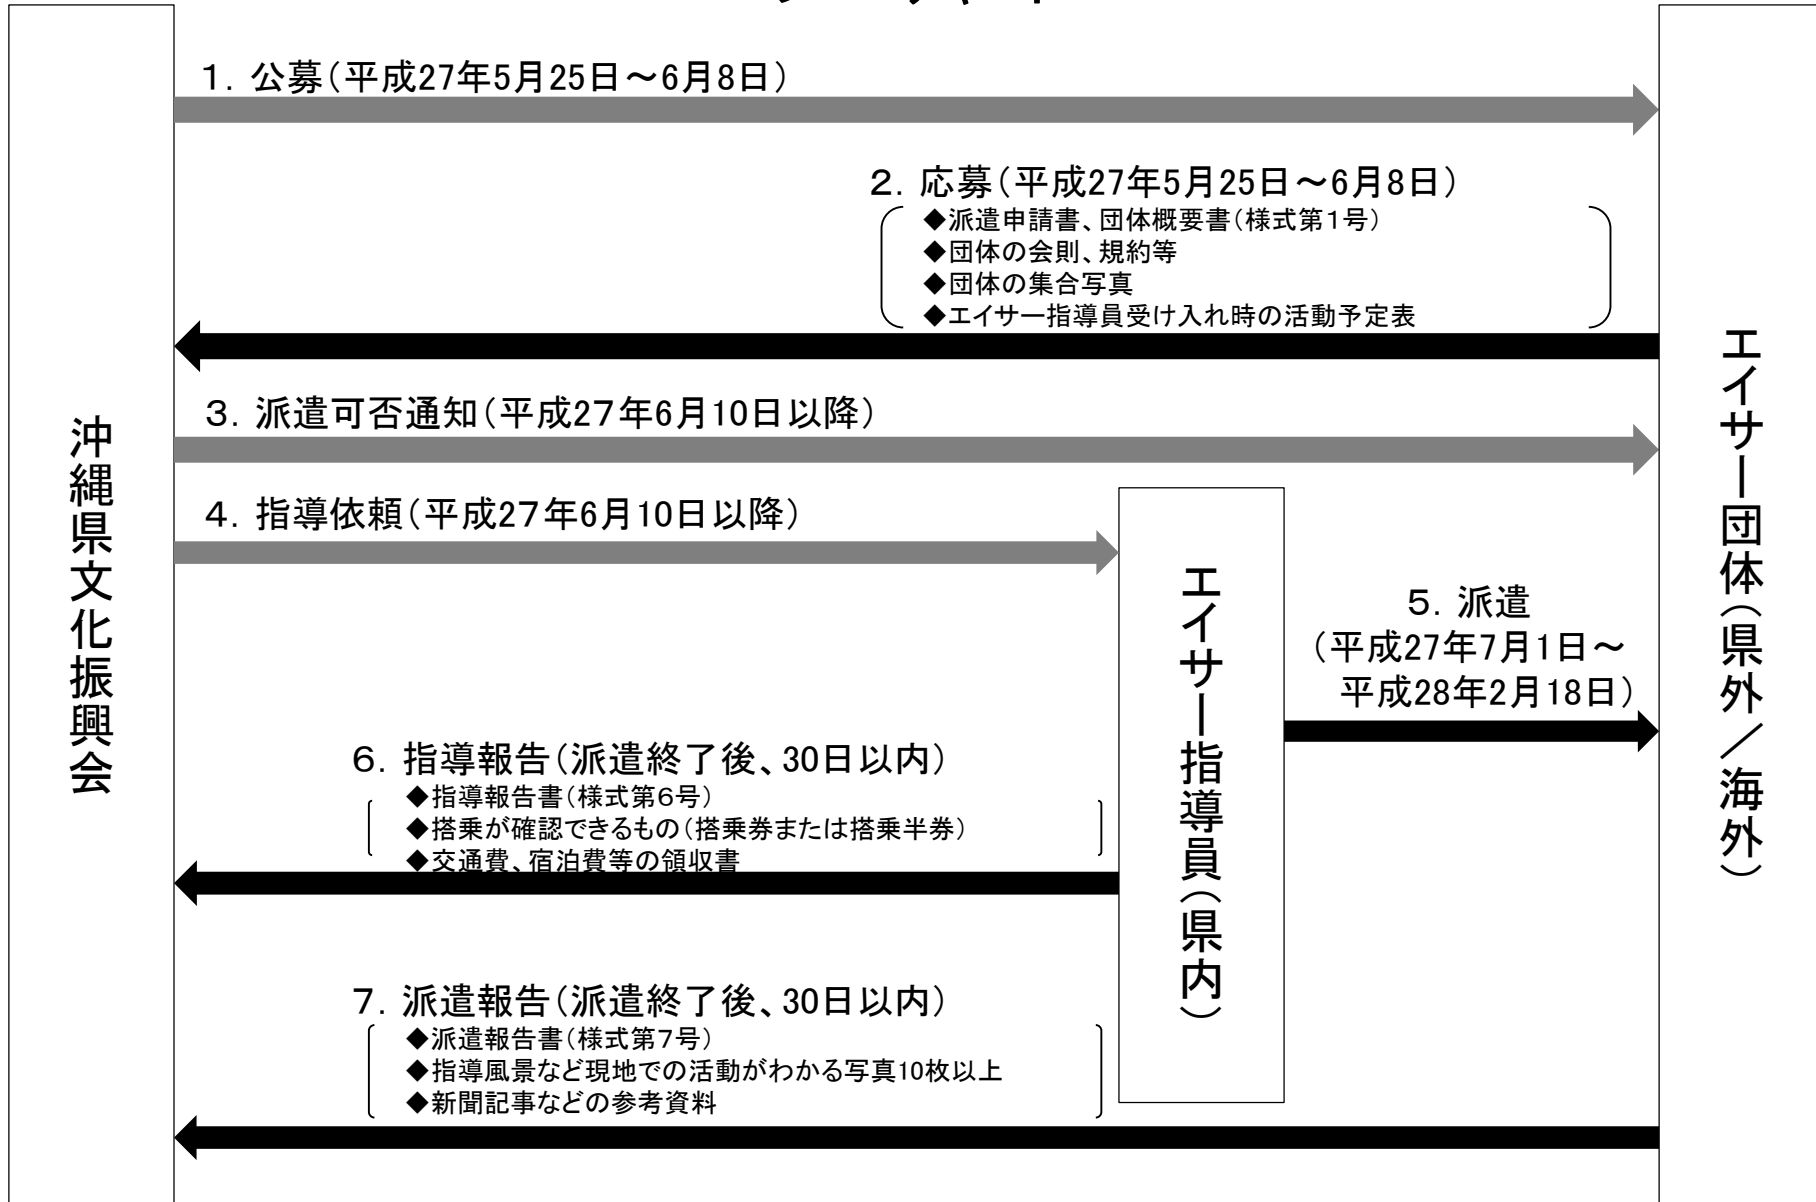 1．公募（平成27年5月25日～6月8日）
2．応募（平成27年5月25日～6月8日）
◆派遣申請書、団体概要書（様式第1号）
◆団体の会則、規約等
◆団体の集合写真
◆エイサー指導員受け入れ時の活動予定表
3．派遣可否通知（平成27年6月10日以降）
4．指導依頼（平成27年6月10日以降）
沖縄県文化振興会
エイサー指導員（県内）
エイサー団体（県外／海外）
5．派遣
（平成27年7月1日～
平成28年2月18日）
6．指導報告（派遣終了後、30日以内）
◆指導報告書（様式第6号）
◆搭乗が確認できるもの（搭乗券または搭乗半券）
◆交通費、宿泊費等の領収書
7．派遣報告（派遣終了後、30日以内）
◆派遣報告書（様式第7号）
◆指導風景など現地での活動がわかる写真10枚以上
◆新聞記事などの参考資料